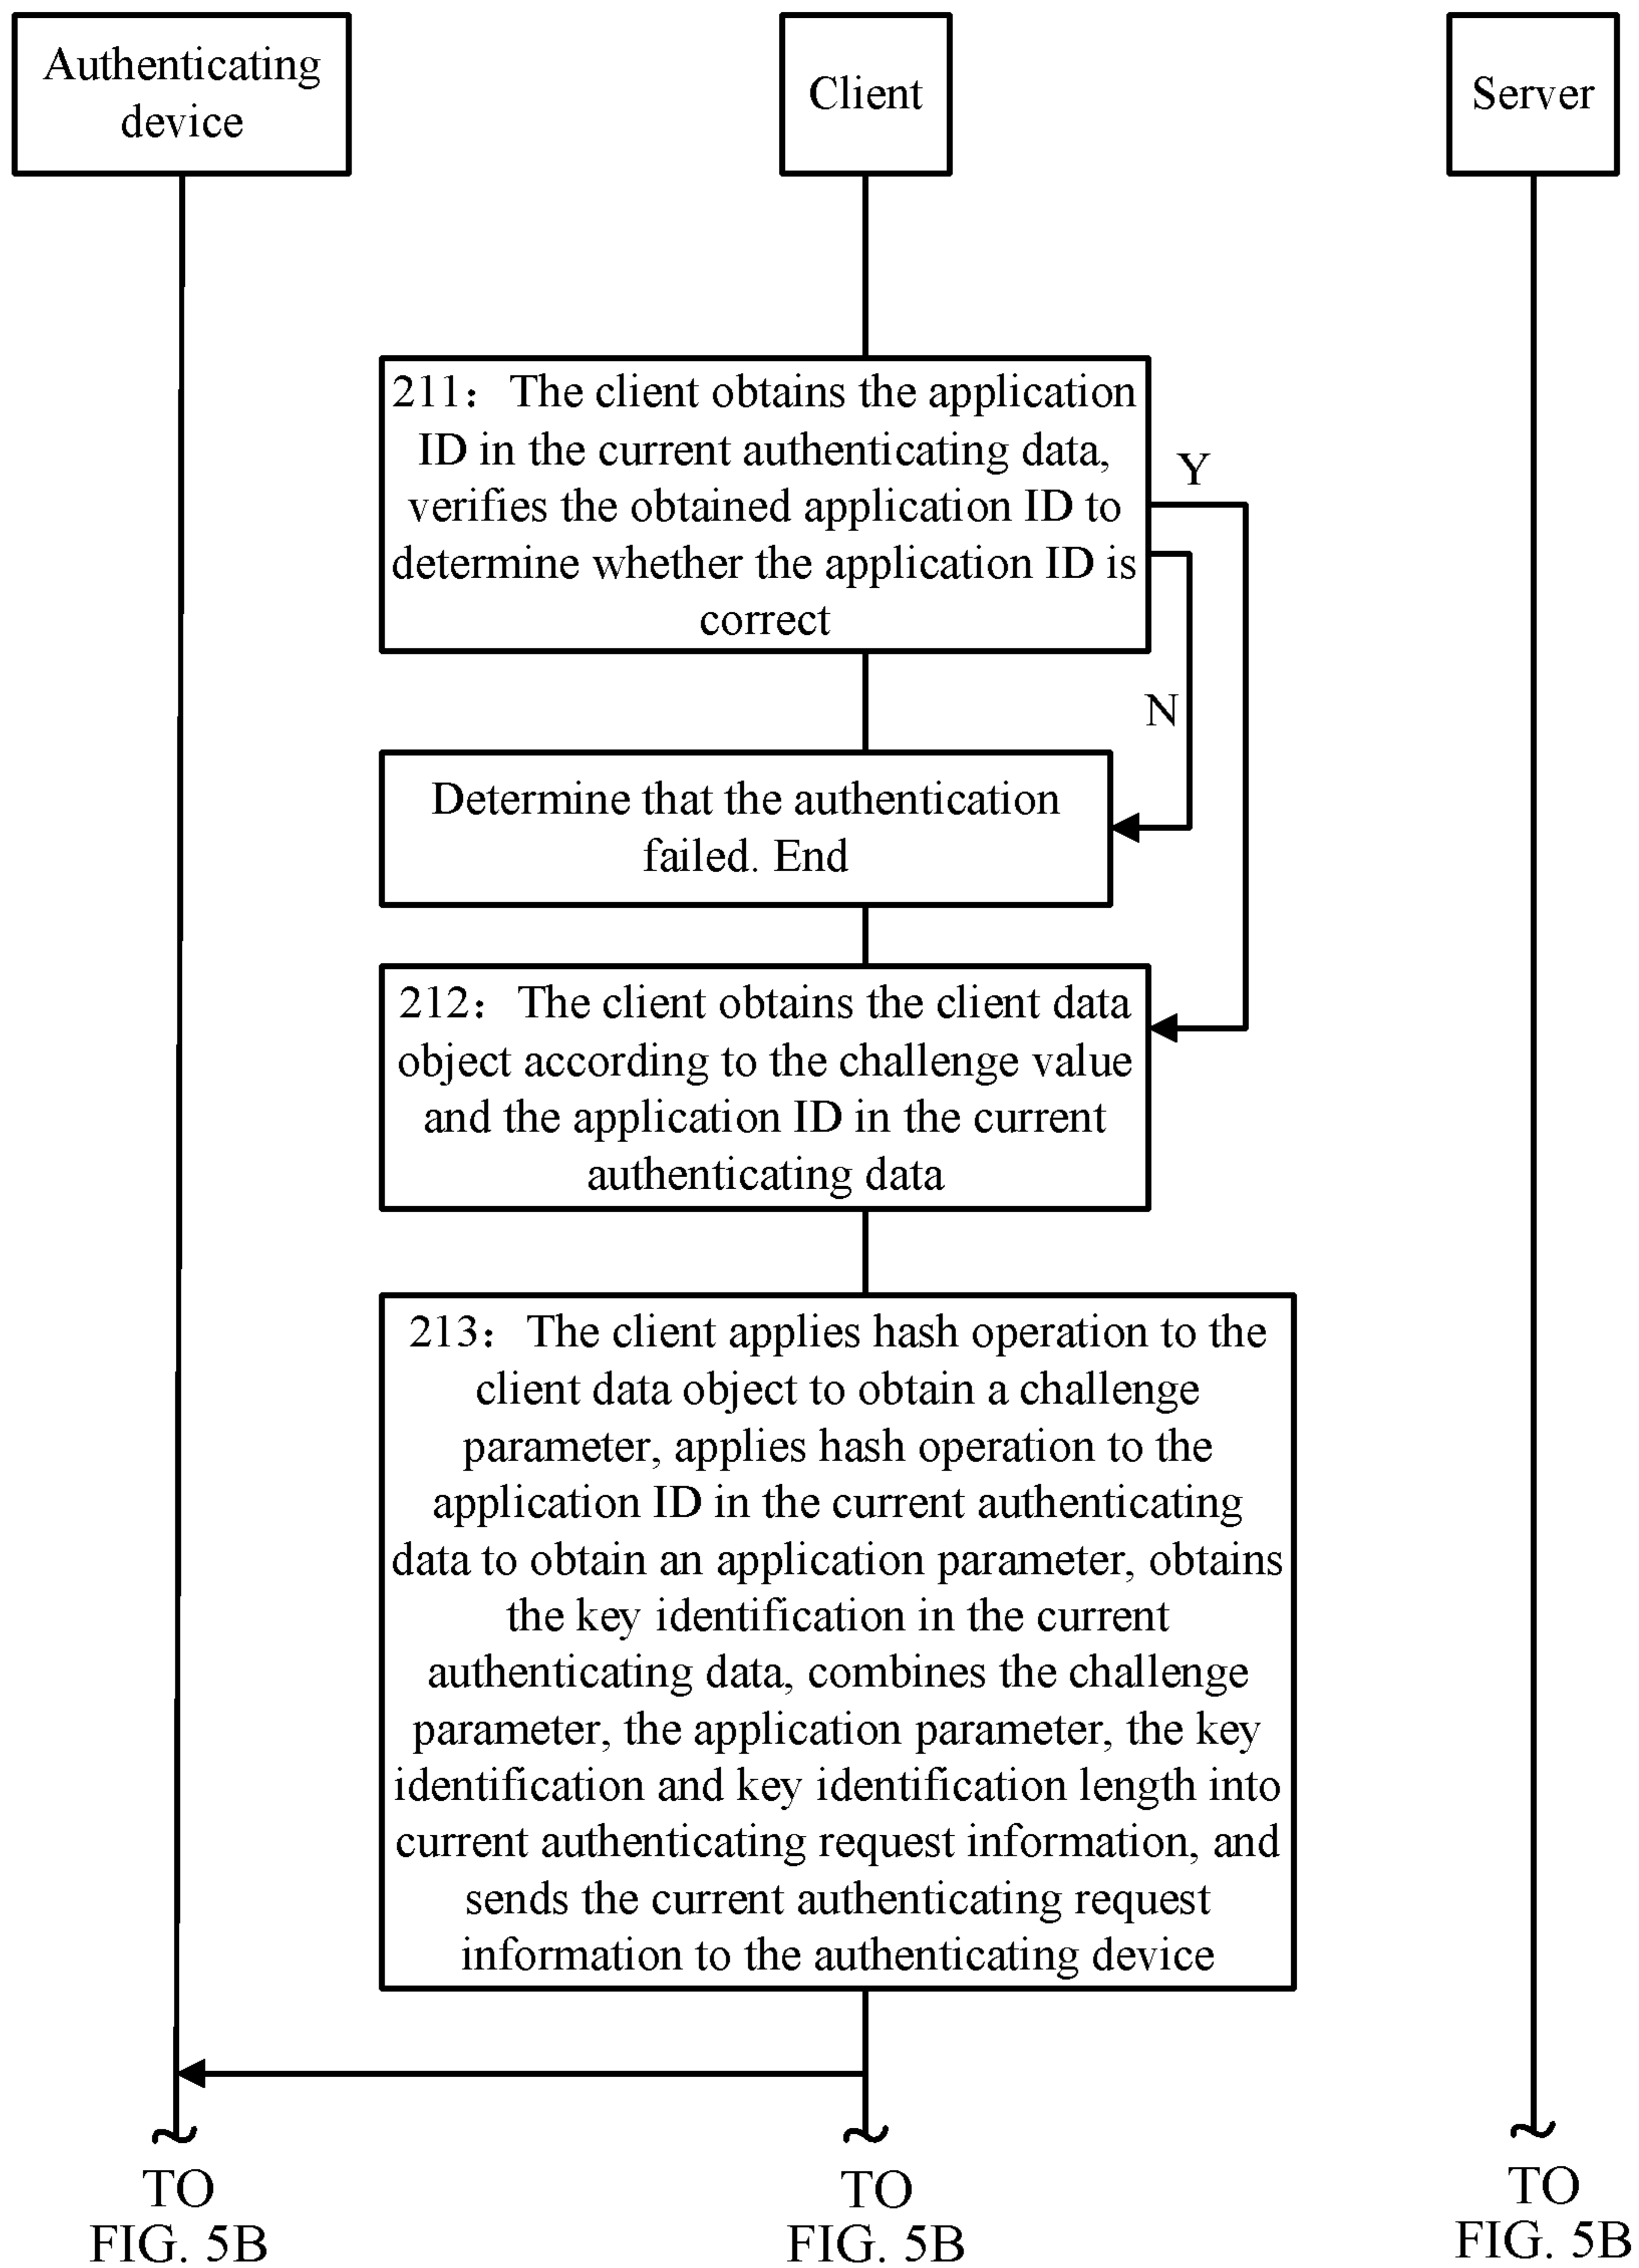 Authenticating
device
Client
Server
211：The client obtains the application
ID in the current authenticating data,
verifies the obtained application ID to
determine whether the application ID is
correct
Y
N
Determine that the authentication
failed. End
212：The client obtains the client data
object according to the challenge value
and the application ID in the current
authenticating data
213：The client applies hash operation to the
client data object to obtain a challenge
parameter, applies hash operation to the
application ID in the current authenticating
data to obtain an application parameter, obtains
the key identification in the current
authenticating data, combines the challenge
parameter, the application parameter, the key
identification and key identification length into
current authenticating request information, and
sends the current authenticating request
information to the authenticating device
TO
FIG. 5B
TO
FIG. 5B
TO
FIG. 5B